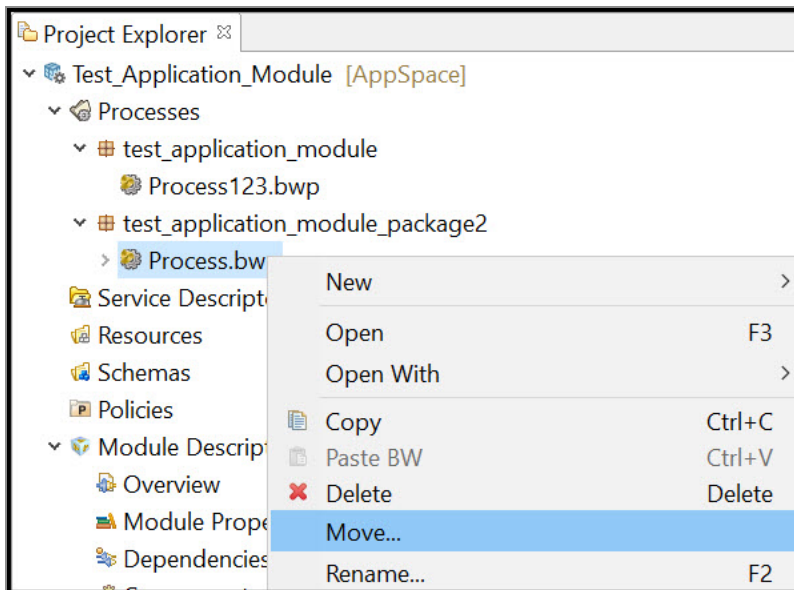 Project Explorer
Test_Application_Module [AppSpace]
Processes
test_application_module
Process123.bwp
test_application_module_package2
Process.bw
Service Descript
Resources
Schemas
P Policies
Module Descrip
Overview
Module Prope
Dependencies
New
Open F3
Open With
Copy Ctrl+C
Paste BW Ctrl+V
Delete Delete
Move...
Rename... F2